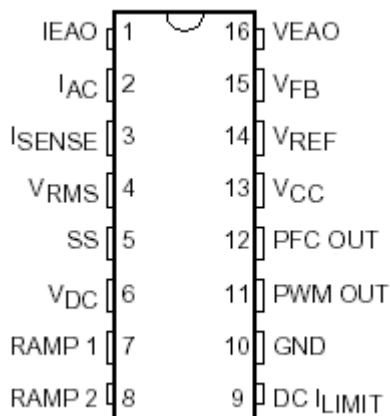 IEAO 1 16 VEAO
IAC 2 15 VFB
ISENSE 3 14 VREF
VRMS 4 13 VCC
SS 5 12 PFC OUT
VDC 6 11 PWM OUT
RAMP 1 7 10 GND
RAMP 2 8 9 DC ILIMIT